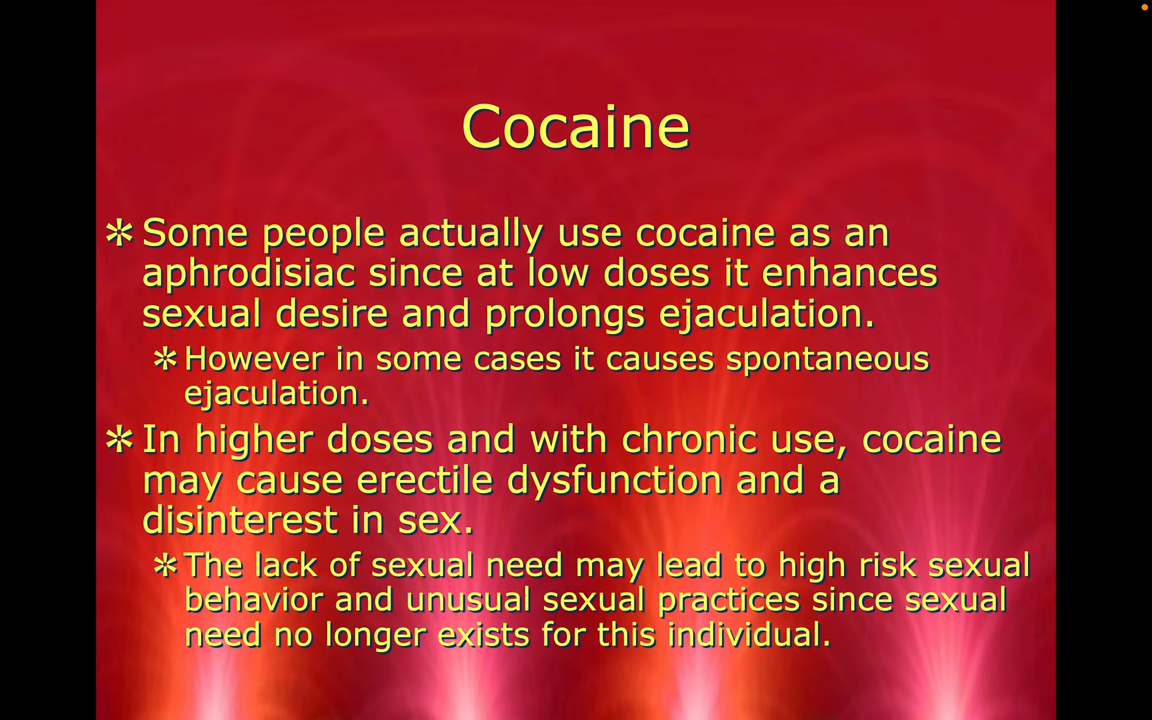 Cocaine
✲ Some people actually use cocaine as an
aphrodisiac since at low doses it enhances
sexual desire and prolongs ejaculation.
✲ However in some cases it causes spontaneous
ejaculation.
✲ In higher doses and with chronic use, cocaine
may cause erectile dysfunction and a
disinterest in sex.
✲ The lack of sexual need may lead to high risk sexual
behavior and unusual sexual practices since sexual
need no longer exists for this individual.